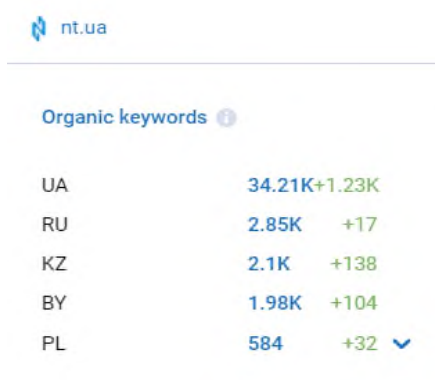 nt.ua
Organic keywords
UA 34.21K+1.23K
RU 2.85K +17
KZ 2.1K +138
BY 1.98K +104
PL 584 +32